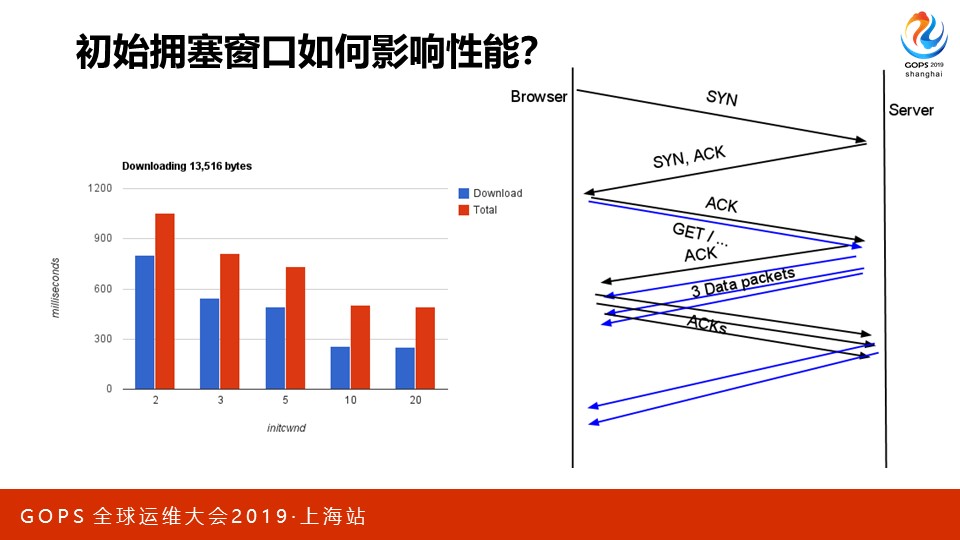 初始拥塞窗口如何影响性能?
GOPS 2019
shanghai
Downloading 13,516 bytes
1200
900
600
300
0
milliseconds
2 3 5 10 20
initcwnd
Download
Total
Browser
Server
SYN
SYN, ACK
ACK
GET / ...
ACK
3 Data packets
ACKs
GOPS 全球运维大会2019·上海站